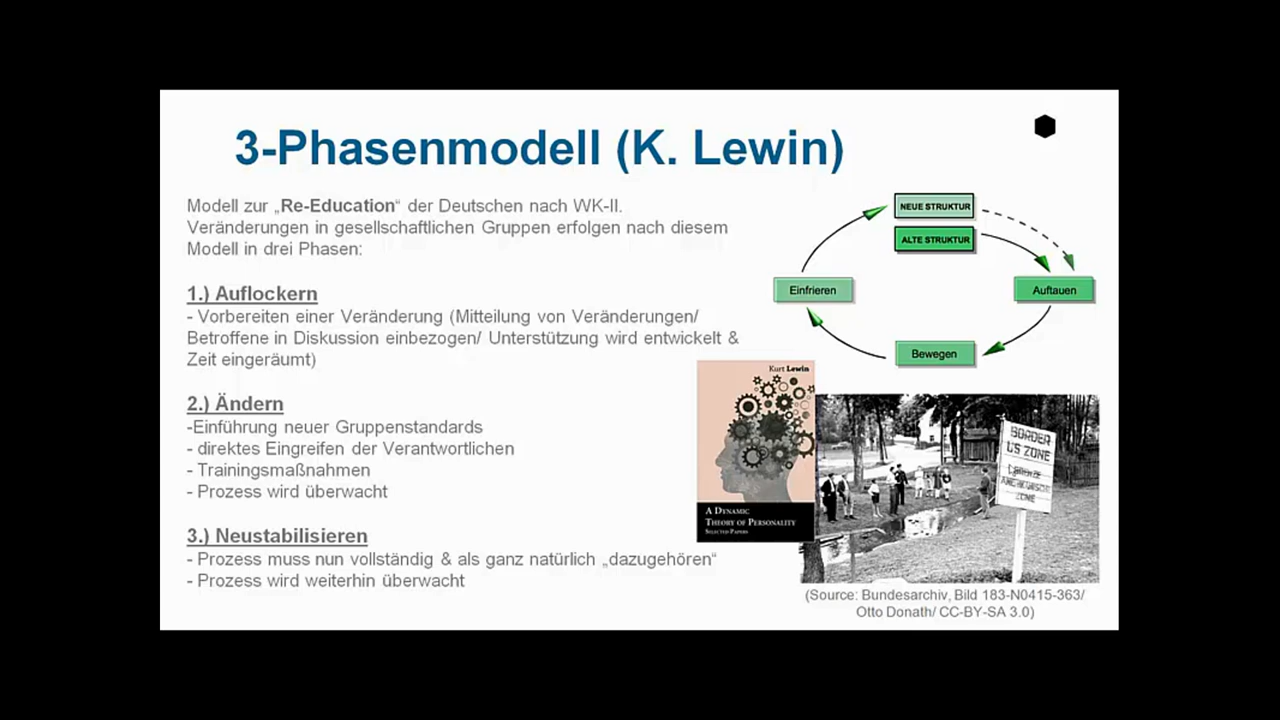 3-Phasenmodell (K. Lewin)
Modell zur „Re-Education“ der Deutschen nach WK-II.
Veränderungen in gesellschaftlichen Gruppen erfolgen nach diesem
Modell in drei Phasen:
1.) Auflockern
- Vorbereiten einer Veränderung (Mitteilung von Veränderungen/
Betroffene in Diskussion einbezogen/ Unterstützung wird entwickelt &
Zeit eingeräumt)
2.) Ändern
-Einführung neuer Gruppenstandards
- direktes Eingreifen der Verantwortlichen
- Trainingsmaßnahmen
- Prozess wird überwacht
3.) Neustabilisieren
- Prozess muss nun vollständig & als ganz natürlich „dazugehören“
- Prozess wird weiterhin überwacht
NEUE STRUKTUR
ALTE STRUKTUR
Einfrieren
Auftauen
Bewegen
Kurt Lewin
A DYNAMIC
THEORY OF PERSONALITY
SELECTED PAPERS
BORDER
US ZONE
ZONE
(Source: Bundesarchiv, Bild 183-N0415-363/
Otto Donath/ CC-BY-SA 3.0)